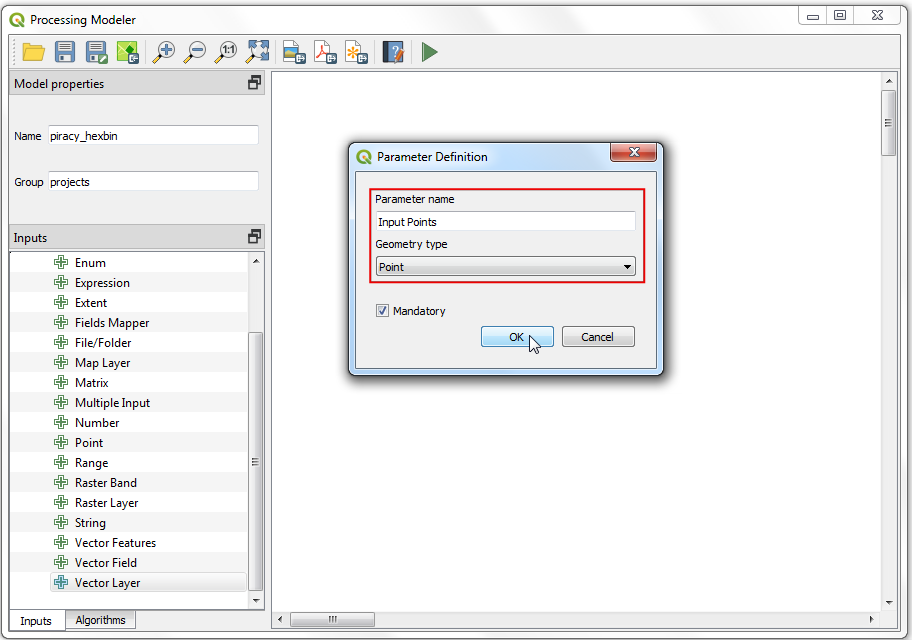 Processing Modeler
1:1
Model properties
Name piracy_hexbin
Group projects
Inputs
Enum
Expression
Extent
Fields Mapper
File/Folder
Map Layer
Matrix
Multiple Input
Number
Point
Range
Raster Band
Raster Layer
String
Vector Features
Vector Field
Vector Layer
Inputs Algorithms
Parameter Definition
Parameter name
Input Points
Geometry type
Point
Mandatory
OK Cancel